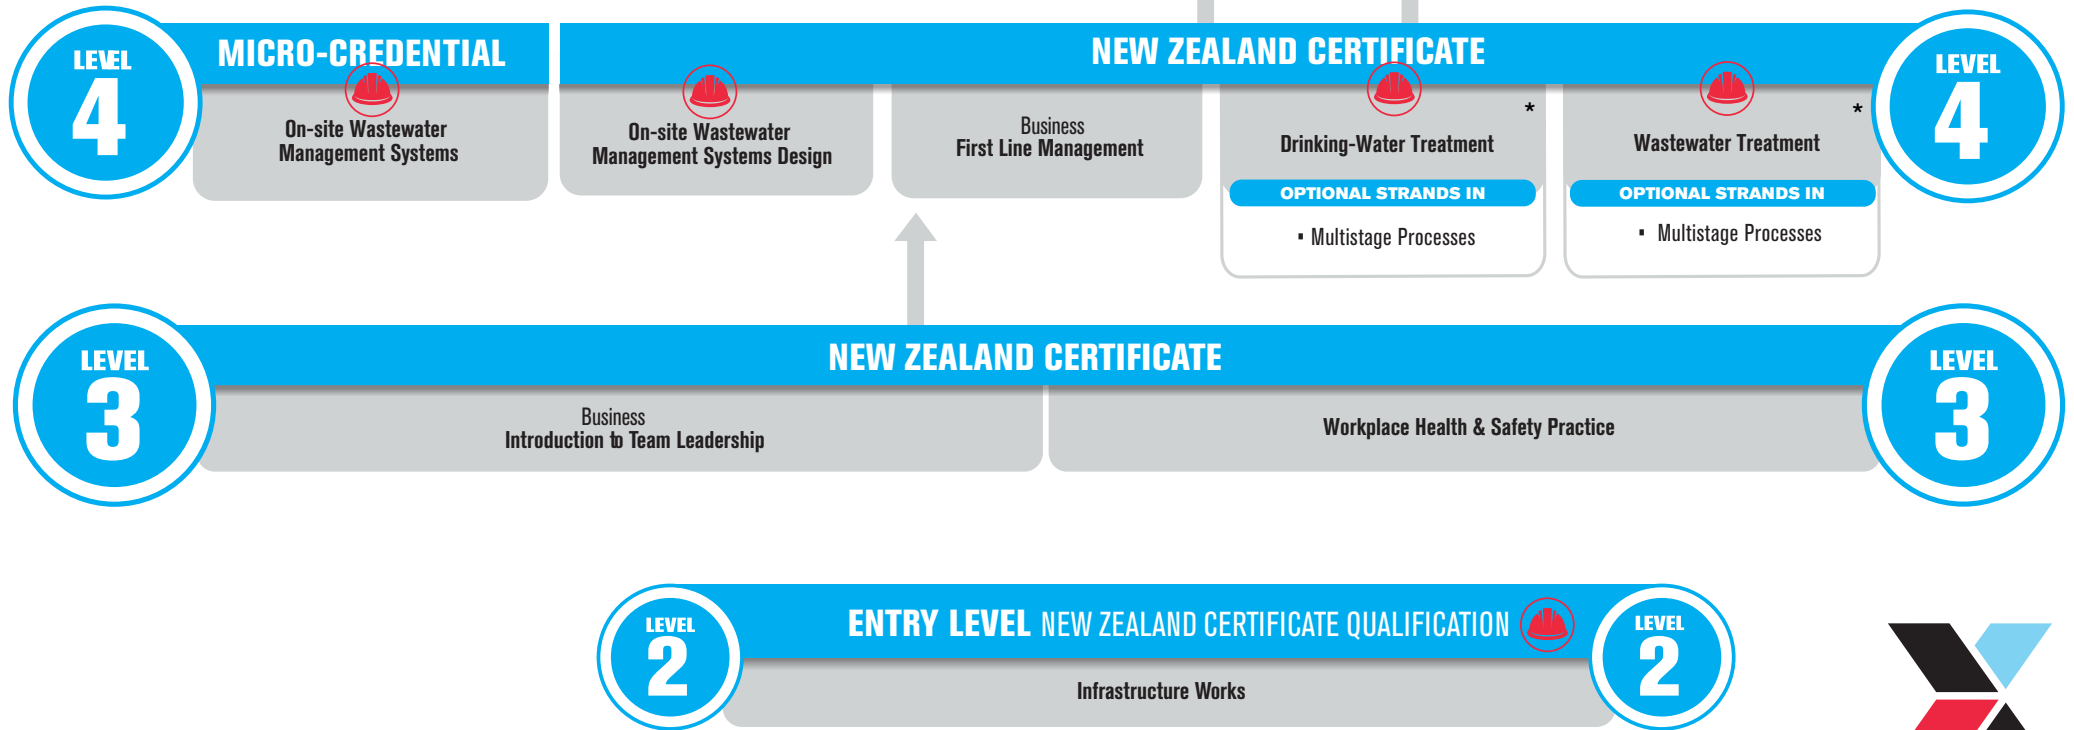 LEVEL
4
MICRO-CREDENTIAL
On-site Wastewater
Management Systems
NEW ZEALAND CERTIFICATE
On-site Wastewater
Management Systems Design
Business
First Line Management
*
Drinking-Water Treatment
OPTIONAL STRANDS IN
▪ Multistage Processes
*
Wastewater Treatment
OPTIONAL STRANDS IN
▪ Multistage Processes
LEVEL
4
LEVEL
3
NEW ZEALAND CERTIFICATE
Business
Introduction to Team Leadership
Workplace Health & Safety Practice
LEVEL
3
LEVEL
2
ENTRY LEVEL NEW ZEALAND CERTIFICATE QUALIFICATION
Infrastructure Works
LEVEL
2